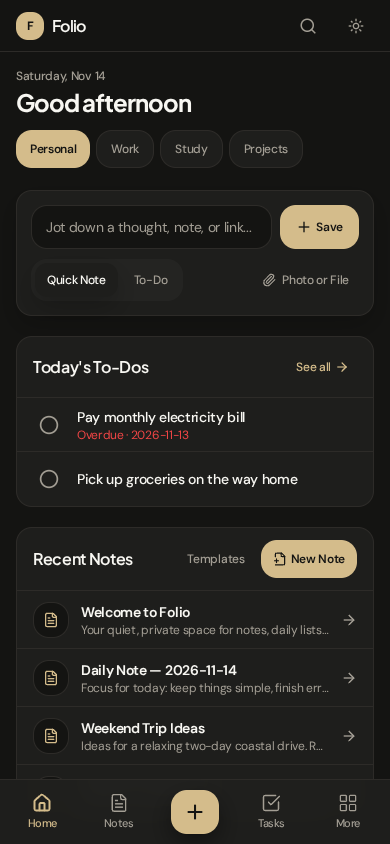 F Folio
Saturday, Nov 14
Good afternoon
Personal Work Study Projects
Jot down a thought, note, or link... + Save
Quick Note To-Do Photo or File
Today's To-Dos See all →
Pay monthly electricity bill
Overdue · 2026-11-13
Pick up groceries on the way home
Recent Notes Templates New Note
Welcome to Folio
Your quiet, private space for notes, daily lists...
Daily Note — 2026-11-14
Focus for today: keep things simple, finish err...
Weekend Trip Ideas
Ideas for a relaxing two-day coastal drive. R...
Home Notes Tasks More